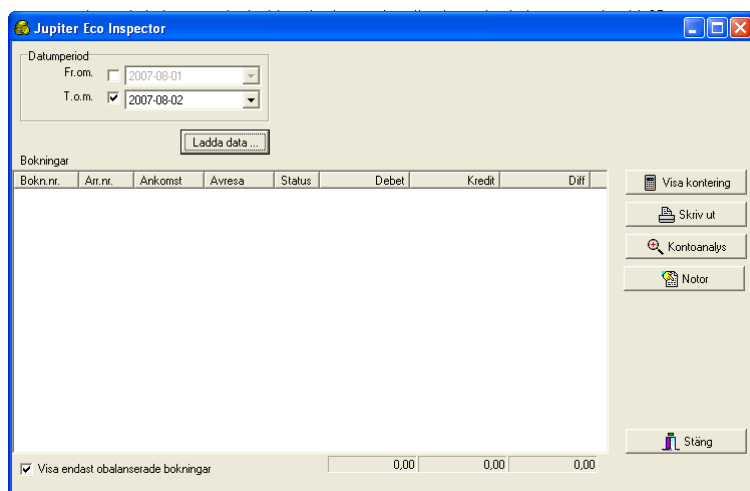 Jupiter Eco Inspector
Datumperiod
Fr.om. 2007-08-01
T.o.m. 2007-08-02
Ladda data ...
Bokningar
Bokn.nr. Arr.nr. Ankomst Avresa Status Debet Kredit Diff
Visa kontering
Skriv ut
Kontoanalys
Notor
Stäng
Visa endast obalanserade bokningar 0,00 0,00 0,00